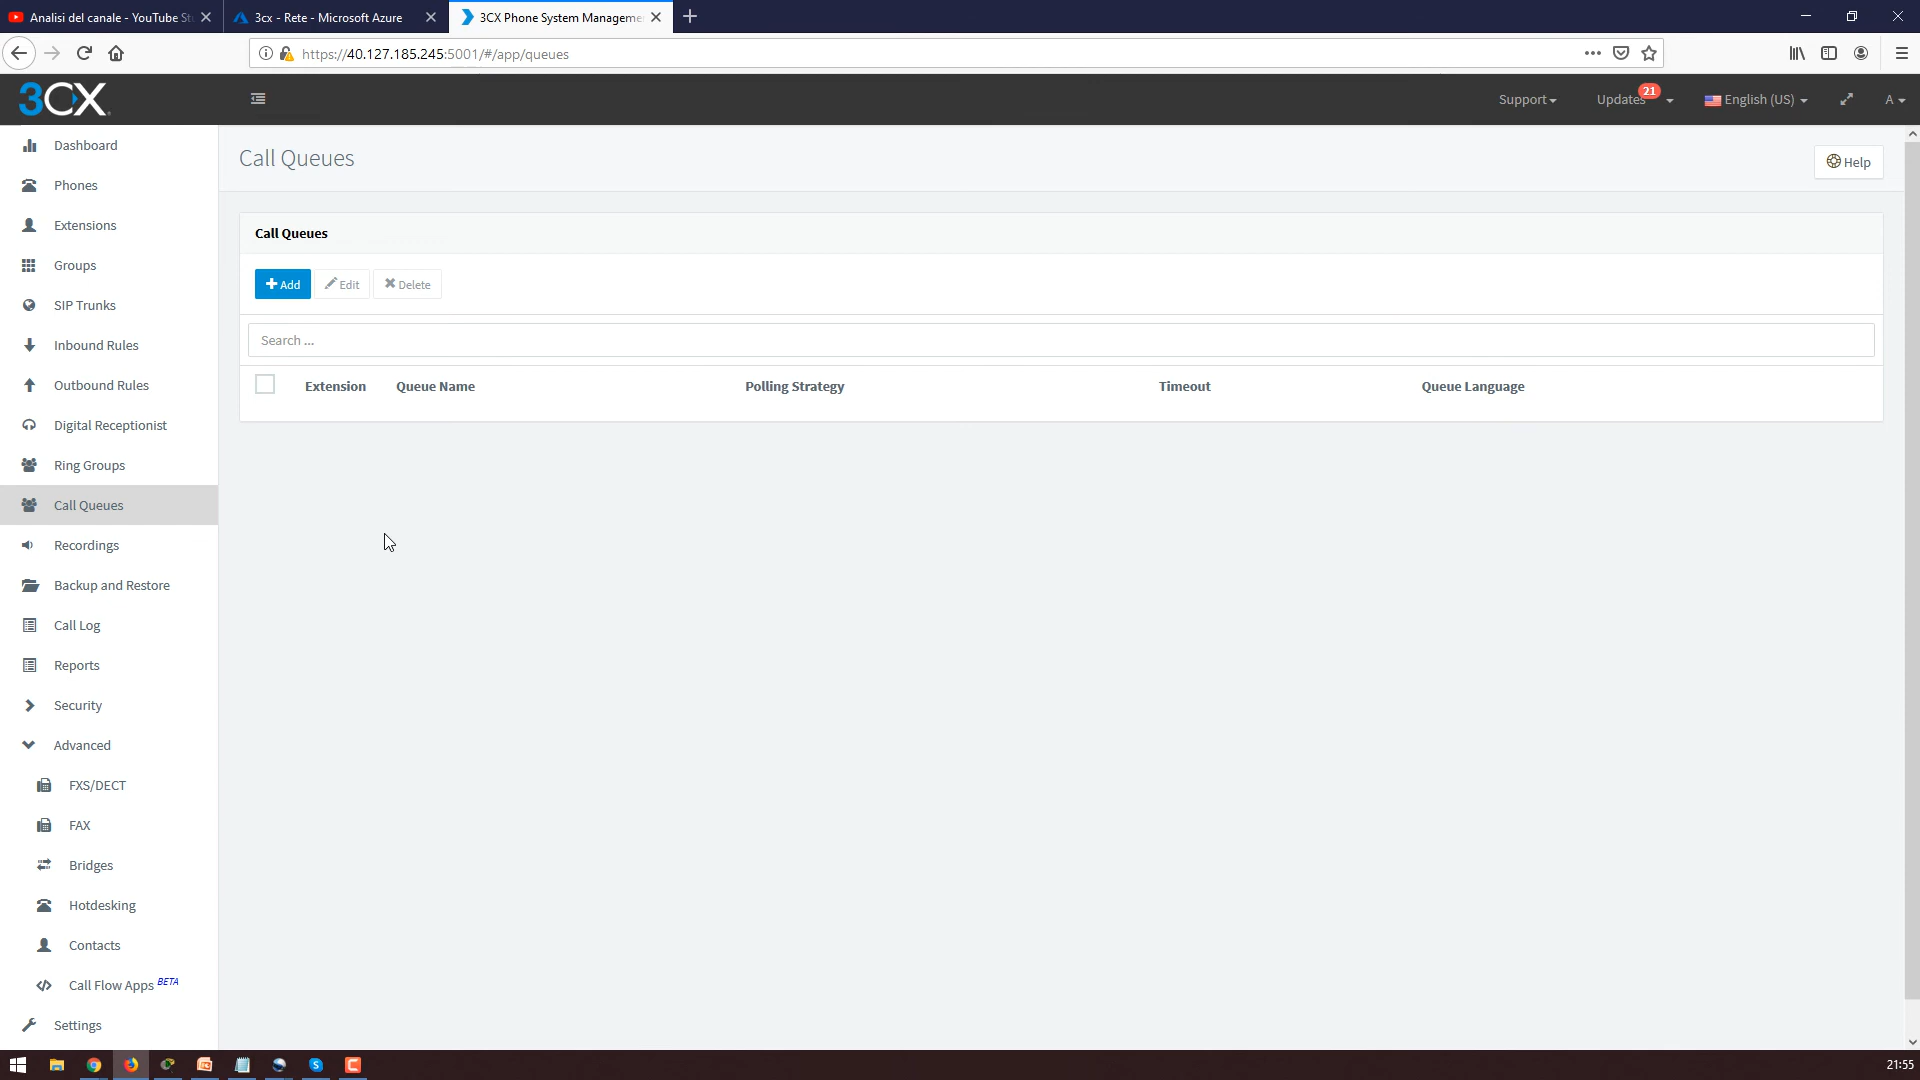 Analisi del canale - YouTube St
3cx - Rete - Microsoft Azure
3CX Phone System Manageme
https://40.127.185.245:5001/#/app/queues
3CX
Support
Updates
21
English (US)
A
Dashboard
Phones
Extensions
Groups
SIP Trunks
Inbound Rules
Outbound Rules
Digital Receptionist
Ring Groups
Call Queues
Recordings
Backup and Restore
Call Log
Reports
Security
Advanced
FXS/DECT
FAX
Bridges
Hotdesking
Contacts
Call Flow Apps BETA
Settings
Call Queues
Help
Call Queues
Add Edit Delete
Search ...
Extension Queue Name Polling Strategy Timeout Queue Language
21:55